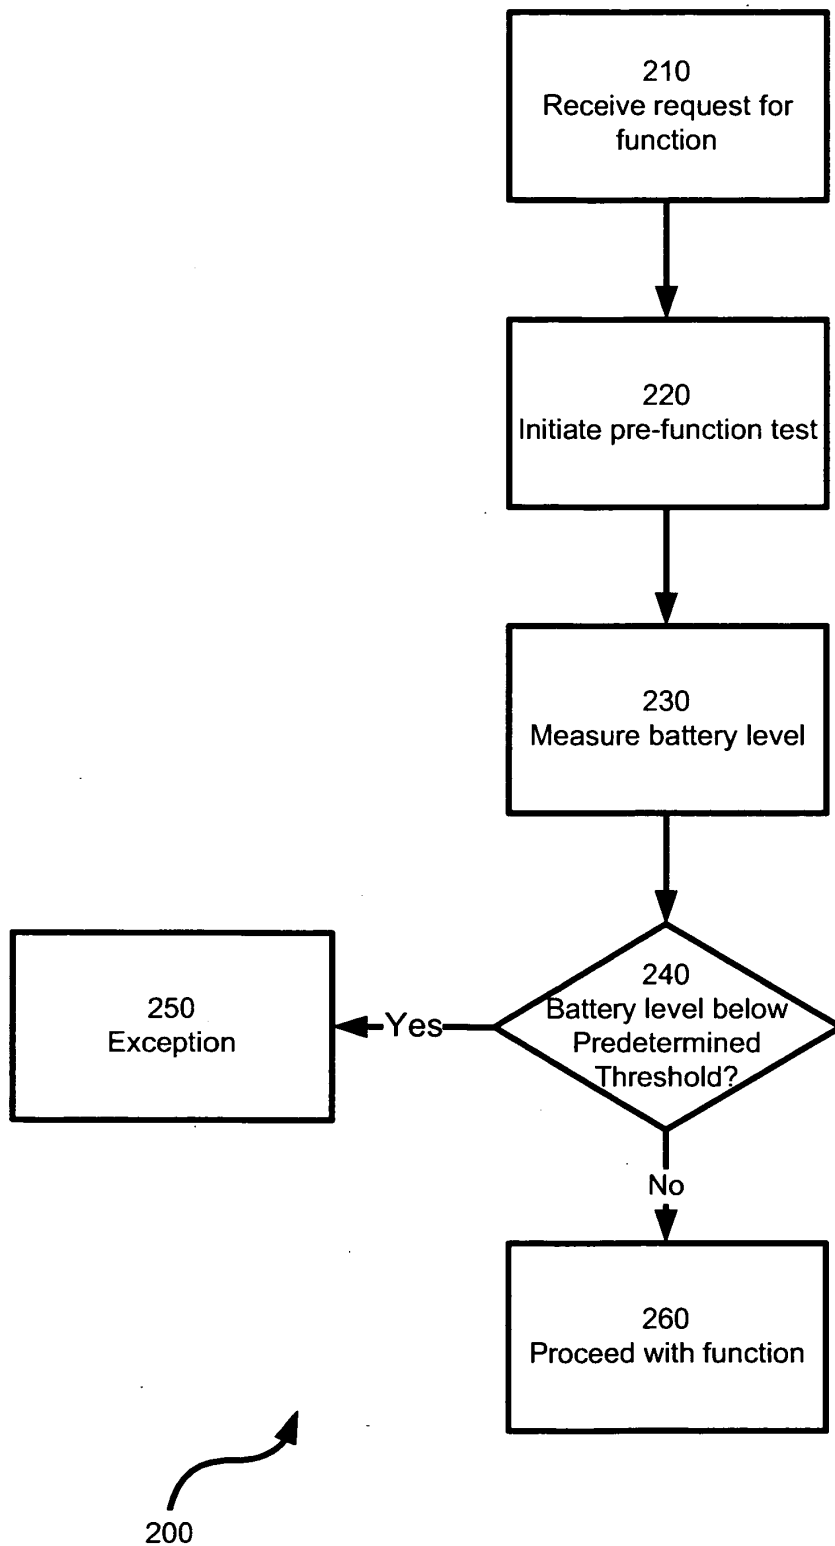 210
Receive request for
function
220
Initiate pre-function test
230
Measure battery level
240
Battery level below
Predetermined
Threshold?
Yes
250
Exception
No
260
Proceed with function
200